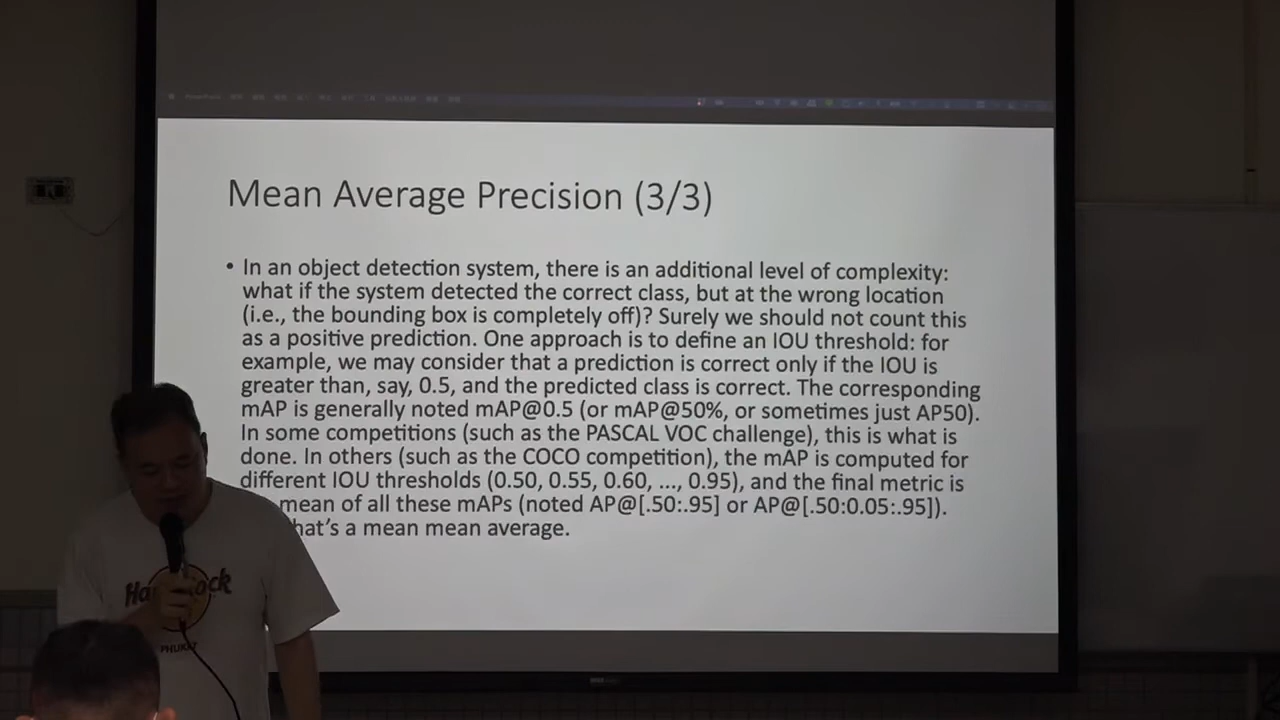 Mean Average Precision (3/3)
• In an object detection system, there is an additional level of complexity:
what if the system detected the correct class, but at the wrong location
(i.e., the bounding box is completely off)? Surely we should not count this
as a positive prediction. One approach is to define an IOU threshold: for
example, we may consider that a prediction is correct only if the IOU is
greater than, say, 0.5, and the predicted class is correct. The corresponding
mAP is generally noted mAP@0.5 (or mAP@50%, or sometimes just AP50).
In some competitions (such as the PASCAL VOC challenge), this is what is
done. In others (such as the COCO competition), the mAP is computed for
different IOU thresholds (0.50, 0.55, 0.60, ..., 0.95), and the final metric is
mean of all these mAPs (noted AP@[.50:.95] or AP@[.50:0.05:.95]).
hat's a mean mean average.
PHUKET